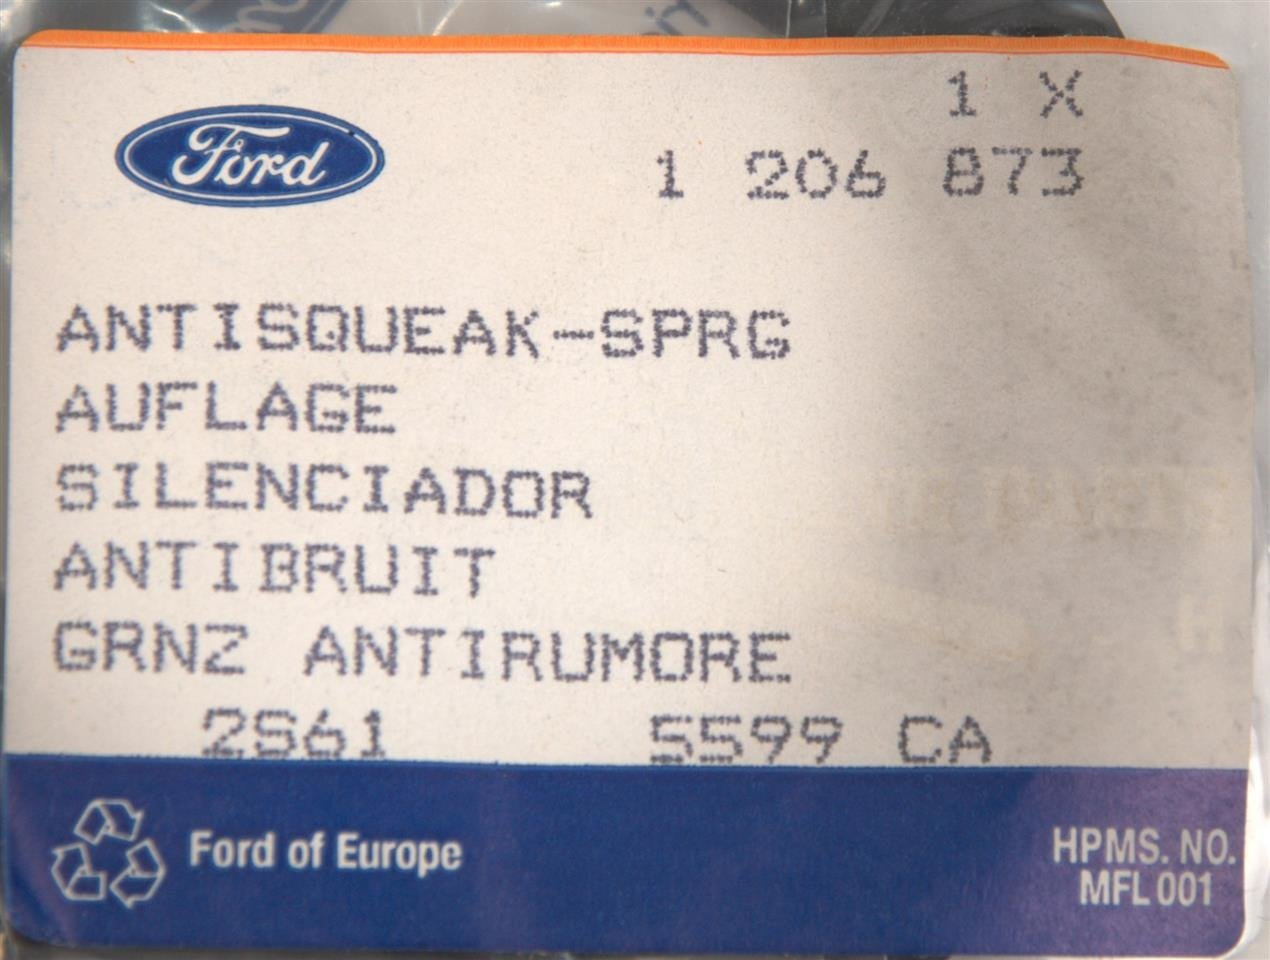 Ford
1 X
1 206 873
ANTISQUEAK-SPRG
AUFLAGE
SILENCIADOR
ANTIBRUIT
GRNZ ANTIRUMORE
2S61 5599 CA
Ford of Europe
HPMS. NO.
MFL 001